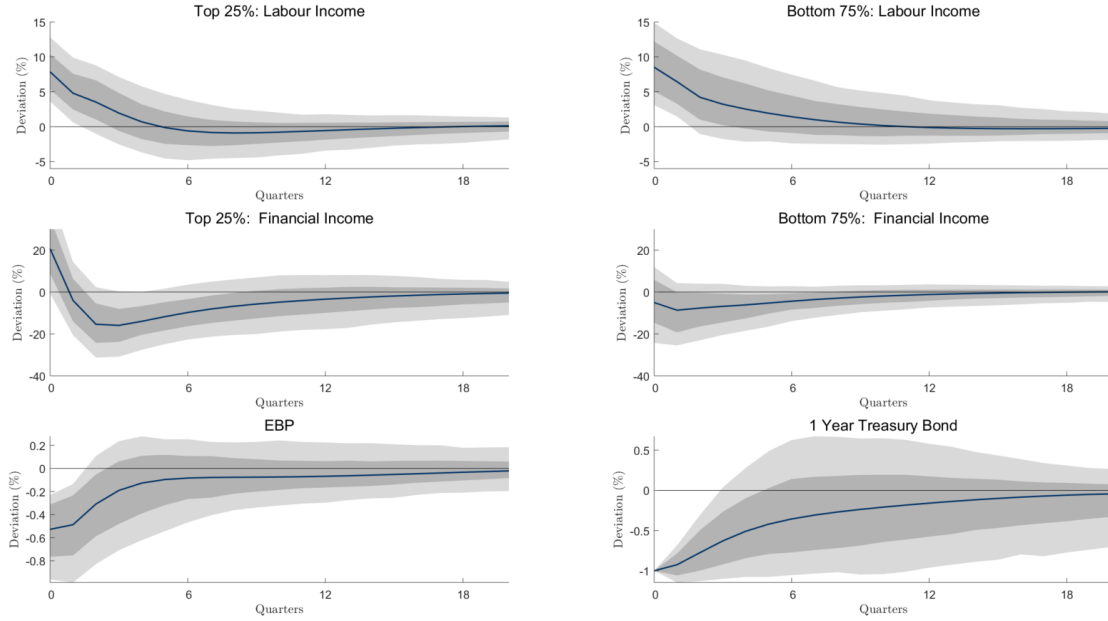 Top 25%: Labour Income
15
10
5
0
-5
Deviation (%)
0 6 12 18
Quarters
Bottom 75%: Labour Income
15
10
5
0
-5
Deviation (%)
0 6 12 18
Quarters
Top 25%:  Financial Income
20
0
-20
-40
Deviation (%)
0 6 12 18
Quarters
Bottom 75%:  Financial Income
20
0
-20
-40
Deviation (%)
0 6 12 18
Quarters
EBP
0.2
0
-0.2
-0.4
-0.6
-0.8
Deviation (%)
0 6 12 18
Quarters
1 Year Treasury Bond
0.5
0
-0.5
-1
Deviation (%)
0 6 12 18
Quarters